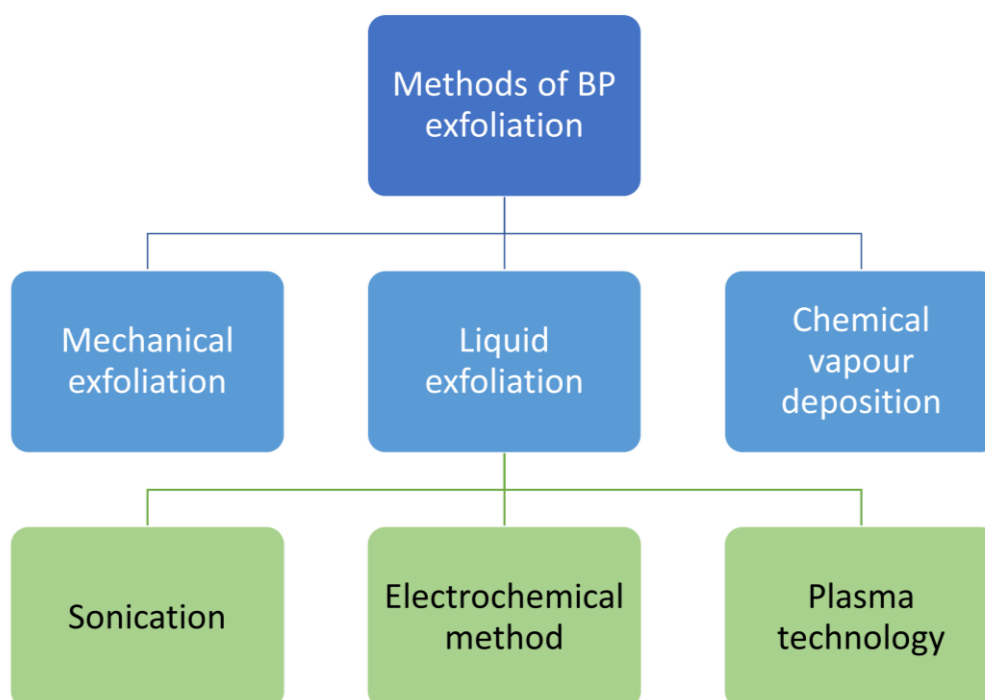 Methods of BP
exfoliation
Mechanical
exfoliation
Liquid
exfoliation
Chemical
vapour
deposition
Sonication
Electrochemical
method
Plasma
technology